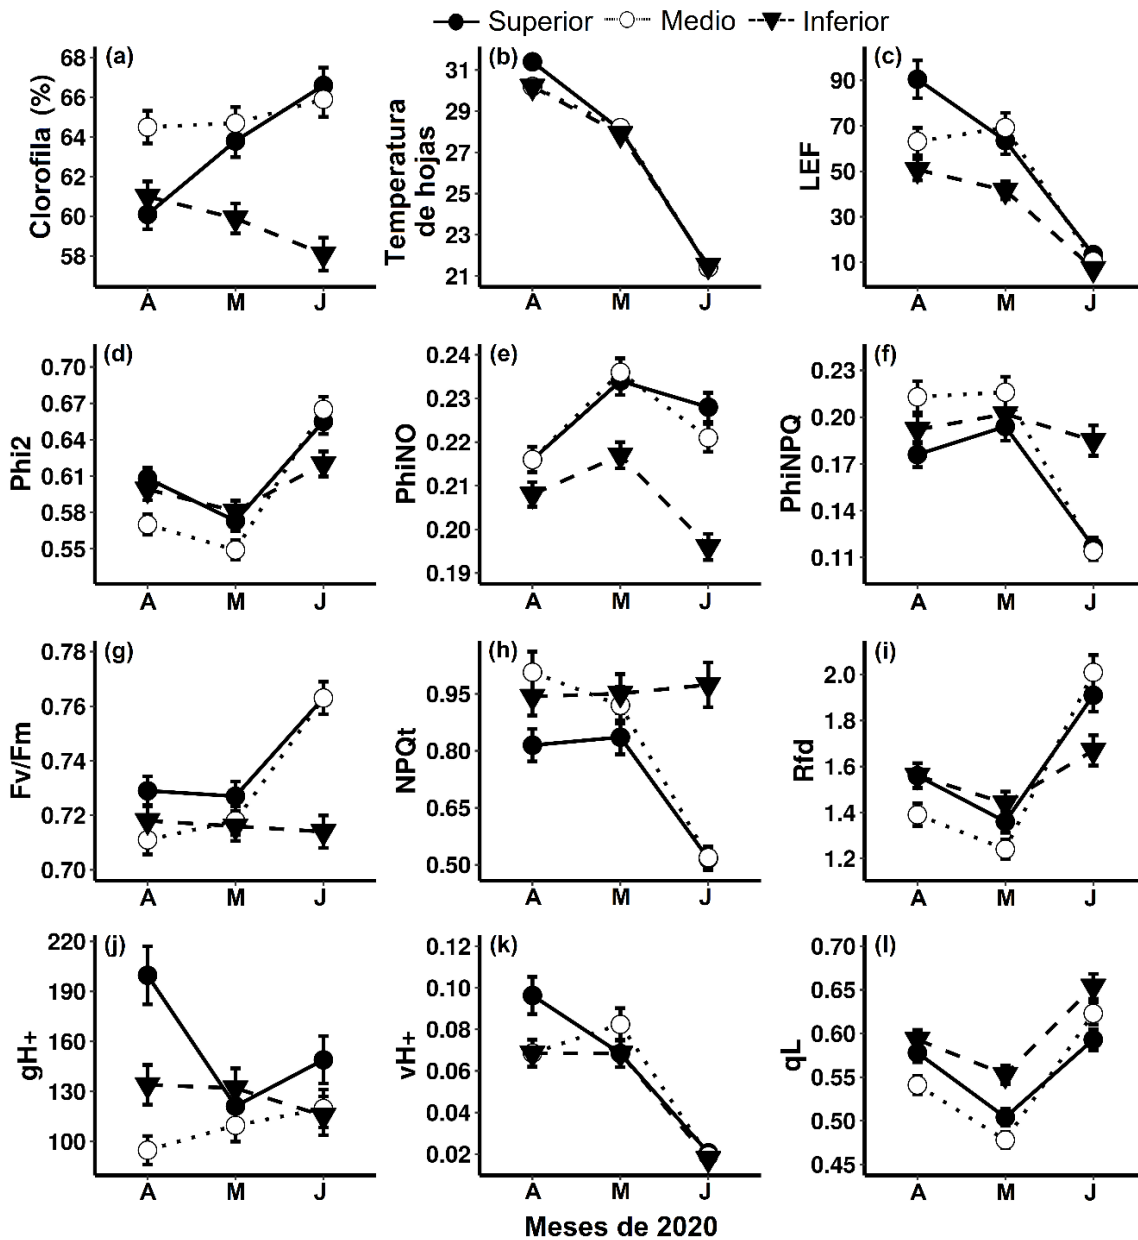 Superior Medio Inferior
(a)
Clorofila (%)
68
66
64
62
60
58
A M J
(b)
Temperatura
de hojas
31
29
27
25
23
21
A M J
(c)
LEF
90
70
50
30
10
A M J
(d)
Phi2
0.70
0.67
0.64
0.61
0.58
0.55
A M J
(e)
PhiNO
0.24
0.23
0.22
0.21
0.20
0.19
A M J
(f)
PhiNPQ
0.23
0.20
0.17
0.14
0.11
A M J
(g)
Fv/Fm
0.78
0.76
0.74
0.72
0.70
A M J
(h)
NPQt
0.95
0.80
0.65
0.50
A M J
(i)
Rfd
2.0
1.8
1.6
1.4
1.2
A M J
(j)
gH+
220
190
160
130
100
A M J
(k)
vH+
0.12
0.10
0.08
0.06
0.04
0.02
A M J
(l)
qL
0.70
0.65
0.60
0.55
0.50
0.45
A M J
Meses de 2020